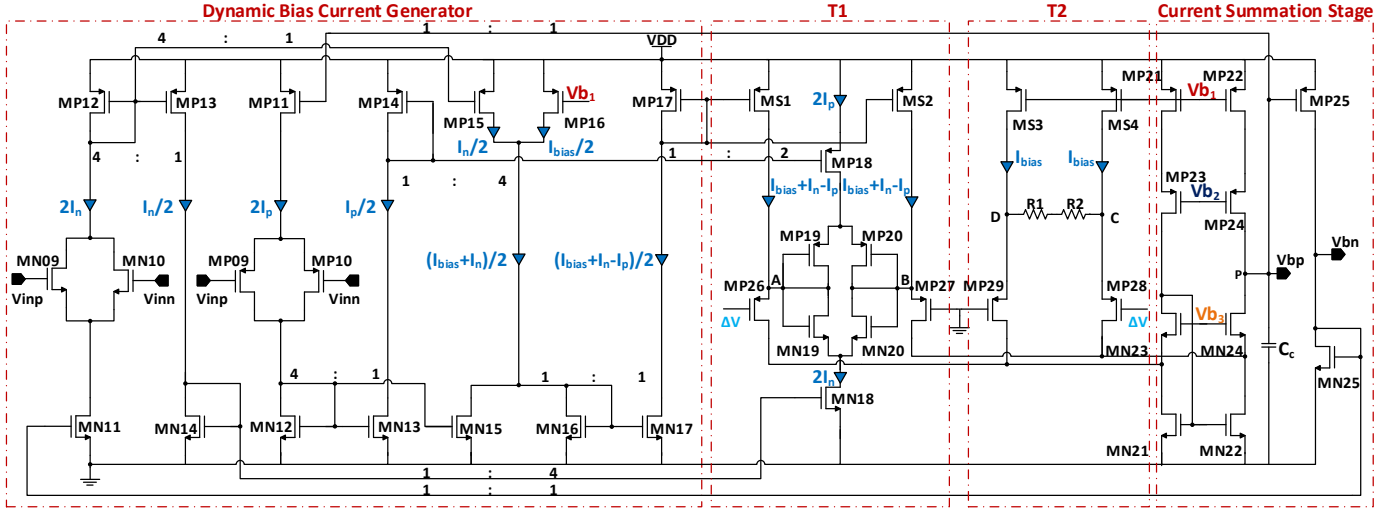 Dynamic Bias Current Generator
T1
T2
Current Summation Stage
4 : 1
1 : 1
VDD
MP12
MP13
MP11
MP14
MP15
Vb1
MP16
MP17
MS1
2Ip
MS2
MS3
MS4
MP21
MP22
Vb1
MP25
In/2
Ibias/2
4 : 1
1 : 2
MP18
1 : 4
Ibias+In-Ip
Ibias+In-Ip
Ibias
Ibias
MP23
Vb2
MP24
2In
In/2
2Ip
Ip/2
D
R1
R2
C
MN09
MN10
Vinp
Vinn
MP09
MP10
Vinp
Vinn
(Ibias+In)/2
(Ibias+In-Ip)/2
MP19
MP20
A
B
MP26
MP27
MP29
MP28
ΔV
ΔV
P
Vbp
Vbn
Vb3
MN19
MN20
MN23
MN24
Cc
MN25
4 : 1
1 : 1
2In
MN18
MN11
MN14
MN12
MN13
MN15
MN16
MN17
MN21
MN22
1 : 4
1 : 1